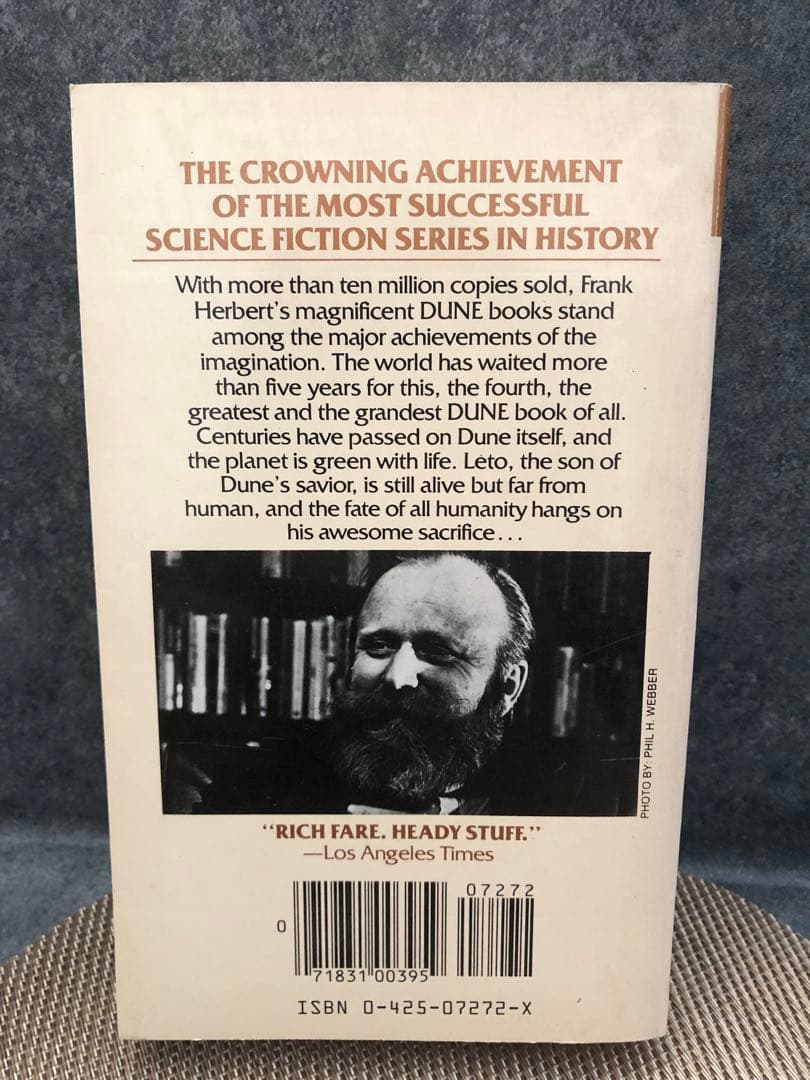 THE CROWNING ACHIEVEMENT
OF THE MOST SUCCESSFUL
SCIENCE FICTION SERIES IN HISTORY
With more than ten million copies sold, Frank
Herbert's magnificent DUNE books stand
among the major achievements of the
imagination. The world has waited more
than five years for this, the fourth, the
greatest and the grandest DUNE book of all.
Centuries have passed on Dune itself, and
the planet is green with life. Leto, the son of
Dune's savior, is still alive but far from
human, and the fate of all humanity hangs on
his awesome sacrifice...
PHOTO BY: PHIL H. WEBBER
"RICH FARE. HEADY STUFF."
—Los Angeles Times
07272
0
71831 00395
ISBN 0-425-07272-X